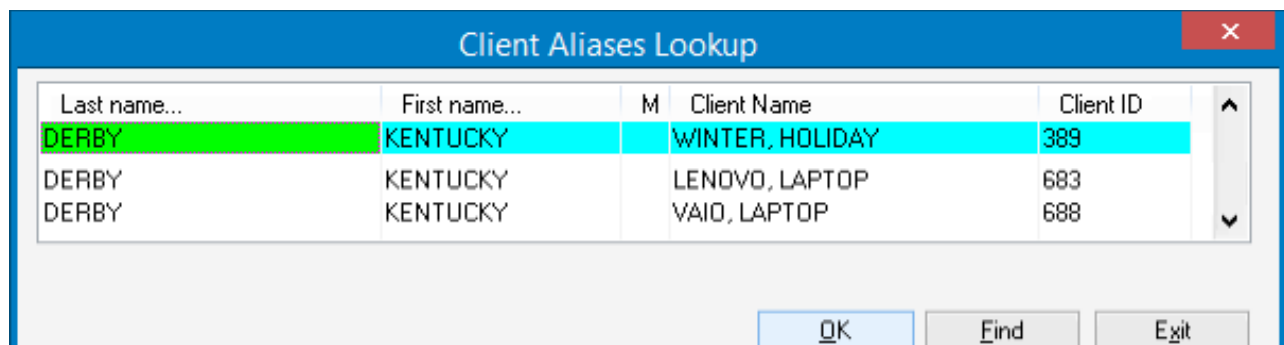 Client Aliases Lookup
Last name... First name... M Client Name Client ID
DERBY KENTUCKY WINTER, HOLIDAY 389
DERBY KENTUCKY LENOVO, LAPTOP 683
DERBY KENTUCKY VAIO, LAPTOP 688
OK Find Exit